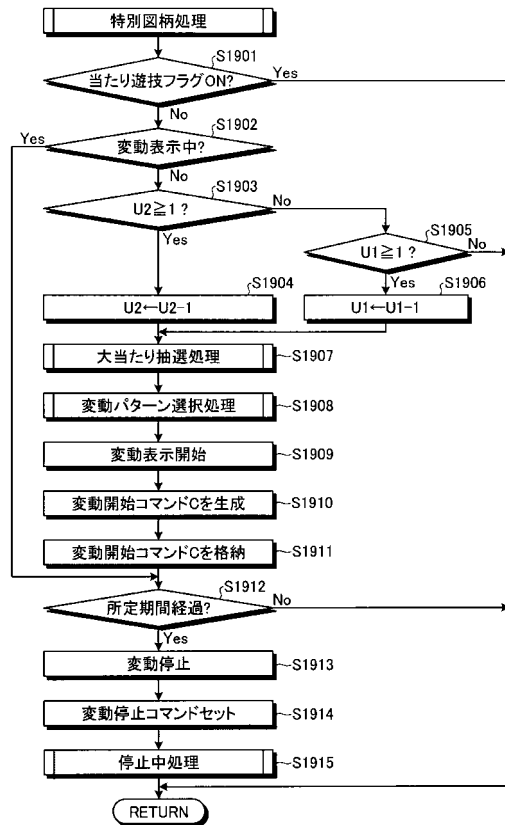 特別図柄処理
S1901
当たり遊技フラグON?
Yes
No
S1902
Yes
変動表示中?
No
S1903
U2≧1?
No
Yes
S1905
U1≧1?
No
Yes
S1904
U2←U2-1
S1906
U1←U1-1
大当たり抽選処理
S1907
変動パターン選択処理
S1908
変動表示開始
S1909
変動開始コマンドCを生成
S1910
変動開始コマンドCを格納
S1911
S1912
所定期間経過?
No
Yes
変動停止
S1913
変動停止コマンドセット
S1914
停止中処理
S1915
RETURN